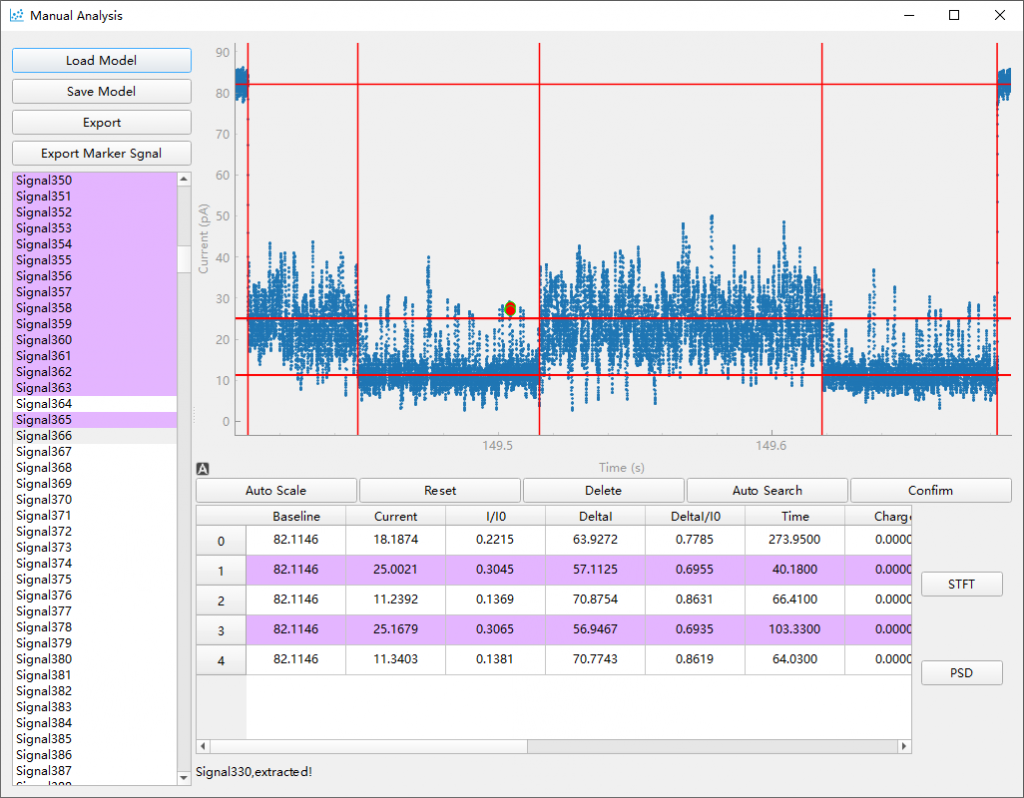 Manual Analysis
Load Model
Save Model
Export
Export Marker Sgnal
Signal350
Signal351
Signal352
Signal353
Signal354
Signal355
Signal356
Signal357
Signal358
Signal359
Signal360
Signal361
Signal362
Signal363
Signal364
Signal365
Signal366
Signal367
Signal368
Signal369
Signal370
Signal371
Signal372
Signal373
Signal374
Signal375
Signal376
Signal377
Signal378
Signal379
Signal380
Signal381
Signal382
Signal383
Signal384
Signal385
Signal386
Signal387
90
80
70
60
50
40
30
20
10
0
Current (pA)
149.5 149.6
Time (s)
A
Auto Scale Reset Delete Auto Search Confirm
Baseline Current I/I0 DeltaI DeltaI/I0 Time Charge
0 82.1146 18.1874 0.2215 63.9272 0.7785 273.9500 0.0000
1 82.1146 25.0021 0.3045 57.1125 0.6955 40.1800 0.0000
2 82.1146 11.2392 0.1369 70.8754 0.8631 66.4100 0.0000
3 82.1146 25.1679 0.3065 56.9467 0.6935 103.3300 0.0000
4 82.1146 11.3403 0.1381 70.7743 0.8619 64.0300 0.0000
STFT
PSD
Signal330,extracted!